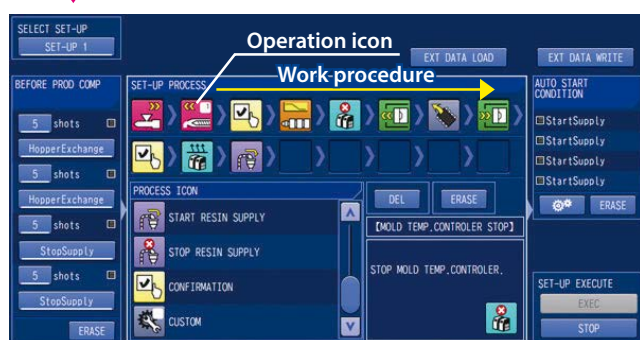 SELECT SET-UP
SET-UP 1
Operation icon
EXT DATA LOAD
EXT DATA WRITE
BEFORE PROD COMP
5 shots
HopperExchange
5 shots
HopperExchange
5 shots
StopSupply
5 shots
StopSupply
ERASE
SET-UP PROCESS
Work procedure
PROCESS ICON
START RESIN SUPPLY
STOP RESIN SUPPLY
CONFIRMATION
CUSTOM
DEL
ERASE
【MOLD TEMP.CONTROLER STOP】
STOP MOLD TEMP.CONTROLER.
AUTO START
CONDITION
StartSupply
StartSupply
StartSupply
StartSupply
ERASE
SET-UP EXECUTE
EXEC
STOP